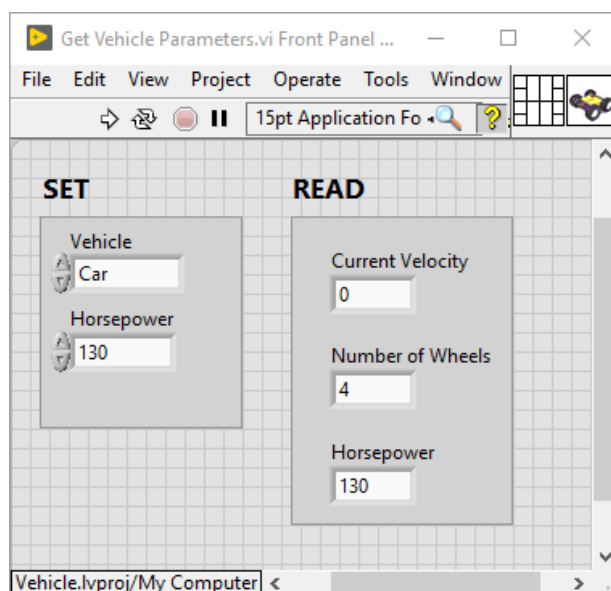 Get Vehicle Parameters.vi Front Panel ...
File Edit View Project Operate Tools Window
15pt Application Fo
SET
READ
Vehicle
Car
Horsepower
130
Current Velocity
0
Number of Wheels
4
Horsepower
130
Vehicle.lvproj/My Computer